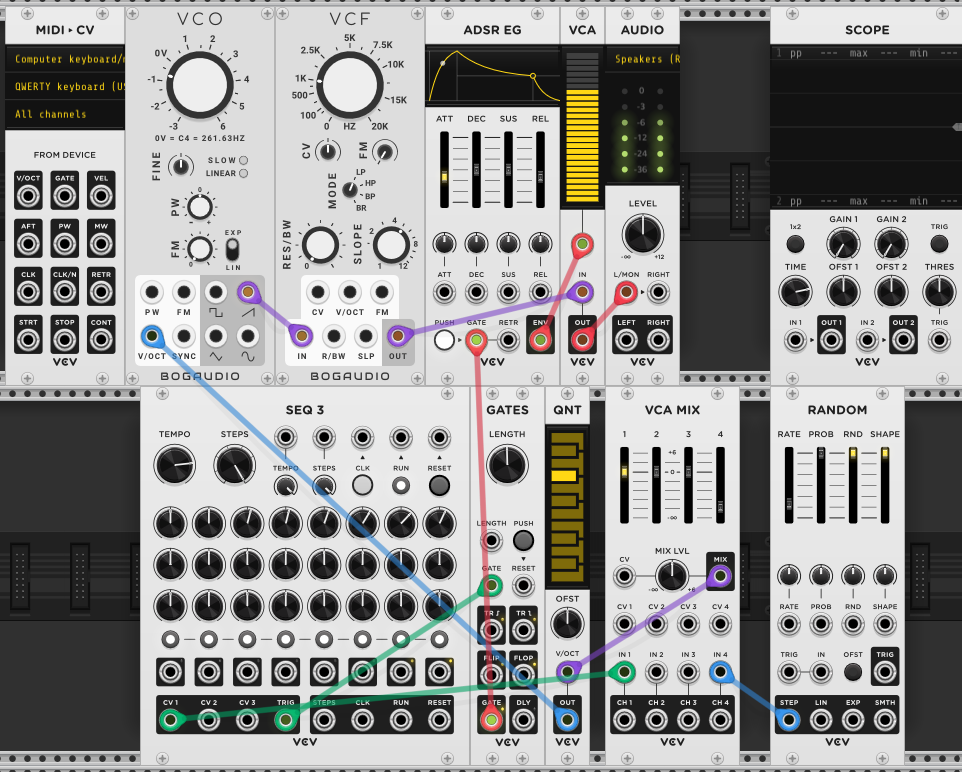 MIDI ▸ CV
Computer keyboard/m
QWERTY keyboard (US
All channels
FROM DEVICE
V/OCT GATE VEL
AFT PW MW
CLK CLK/N RETR
STRT STOP CONT
VCV
VCO
0V 1 2 3 4 5 6 -1 -2 -3
0V = C4 = 261.63HZ
FINE
SLOW
LINEAR
PW
0
FM
0
EXP
LIN
PW FM
V/OCT SYNC
BOGAUDIO
VCF
5K
2.5K 7.5K
1K 10K
500 15K
100
0 HZ 20K
CV FM
MODE
LP
HP
BP
BR
RES/BW
SLOPE
1 4 8 12
CV V/OCT FM
IN R/BW SLP OUT
BOGAUDIO
ADSR EG
ATT DEC SUS REL
ATT DEC SUS REL
PUSH GATE RETR ENV
VCV
VCA
IN
OUT
VCV
AUDIO
Speakers (R
0
-3
-6
-12
-24
-36
LEVEL
-∞ +12
L/MON RIGHT
LEFT RIGHT
VCV
SCOPE
1 pp --- max --- min ---
2 pp --- max --- min ---
GAIN 1 GAIN 2
1x2 TRIG
TIME OFST 1 OFST 2 THRES
IN 1 OUT 1 IN 2 OUT 2 TRIG
VCV
SEQ 3
TEMPO STEPS
TEMPO STEPS CLK RUN RESET
CV 1 CV 2 CV 3 TRIG STEPS CLK RUN RESET
VCV
GATES
LENGTH
LENGTH PUSH
GATE RESET
TR TR
FLIP FLOP
GATE DLY
VCV
QNT
OFST
V/OCT
OUT
VCV
VCA MIX
1 2 3 4
+6
0
-∞
MIX LVL
CV MIX
-∞ +6
CV 1 CV 2 CV 3 CV 4
IN 1 IN 2 IN 3 IN 4
CH 1 CH 2 CH 3 CH 4
VCV
RANDOM
RATE PROB RND SHAPE
RATE PROB RND SHAPE
TRIG IN OFST TRIG
STEP LIN EXP SMTH
VCV